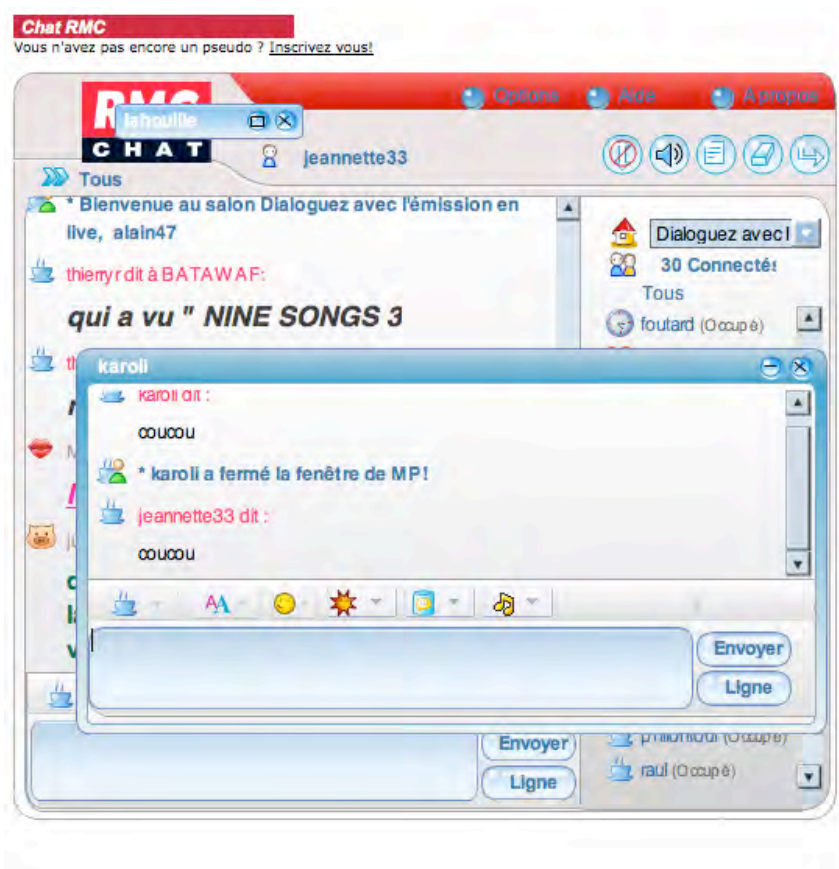 Chat RMC
Vous n'avez pas encore un pseudo ? Inscrivez vous!
Options Aide A propos
RMC
lahouille
CHAT
jeannette33
Tous
* Bienvenue au salon Dialoguez avec l'émission en
live, alain47
thierry r dit à BATAWAF:
qui a vu " NINE SONGS 3
Dialoguez avec l
30 Connectés
Tous
foutard (Occupé)
karoli
karoli dit :
coucou
* karoli a fermé la fenêtre de MP!
jeannette33 dit :
coucou
Envoyer
Ligne
Envoyer
Ligne
(Occupé)
raul (Occupé)